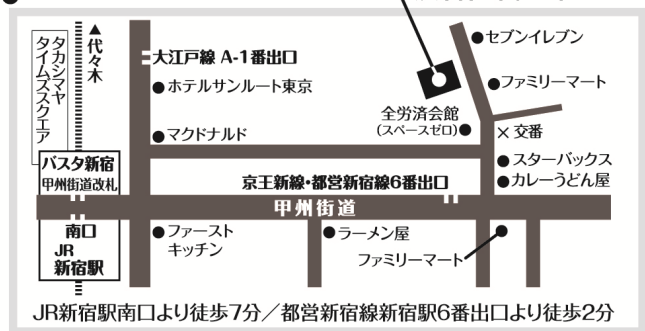 ▲代々木
タカシマヤ
タイムズスクエア
大江戸線 A-1番出口
●ホテルサンルート東京
●マクドナルド
●セブンイレブン
●ファミリーマート
全労済会館
(スペースゼロ)●
×交番
●スターバックス
●カレーうどん屋
バスタ新宿
甲州街道改札
京王新線・都営新宿線6番出口
甲州街道
南口
JR
新宿駅
●ファースト
キッチン
●ラーメン屋
ファミリーマート
JR新宿駅南口より徒歩7分／都営新宿線新宿駅6番出口より徒歩2分